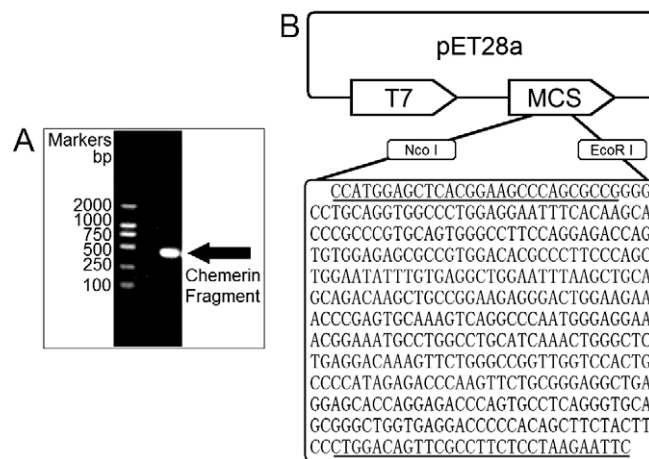 A
Markers
bp
2000
1000
750
500
250
100
Chemerin
Fragment
B
pET28a
T7
MCS
Nco I
EcoR I
CCATGGAGCTCACGGAAGCCCAGCGCCGGGG
CCTGCAGGTGGCCCTGGAGGAATTTCACAAGCA
CCCGCCCGTGCAGTGGGCCTTCCAGGAGACCAG
TGTGGAGAGCGCCGTGGACACGCCCTTCCCAGC
TGGAATATTTGTGAGGCTGGAATTTAAGCTGCA
GCAGACAAGCTGCCGGAAGAGGGACTGGAAGAA
ACCCGAGTGCAAAGTCAGGCCCAATGGGAGGAA
ACGGAAATGCCTGGCCTGCATCAAACTGGGCTC
TGAGGACAAAGTTCTGGGCCGGTTGGTCCACTG
CCCCATAGAGACCCAAGTTCTGCGGGAGGCTGA
GGAGCACCAGGAGACCCAGTGCCTCAGGGTGCA
GCGGGCTGGTGAGGACCCCCACAGCTTCTACTT
CCCTGGACAGTTCGCCTTCTCCTAAGAATTC